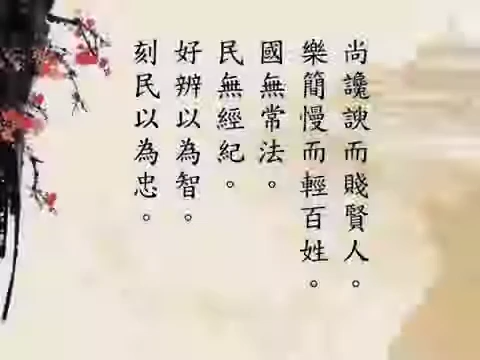 尚讒諛而賤賢人。
樂簡慢而輕百姓。
國無常法。
民無經紀。
好辨以為智。
刻民以為忠。